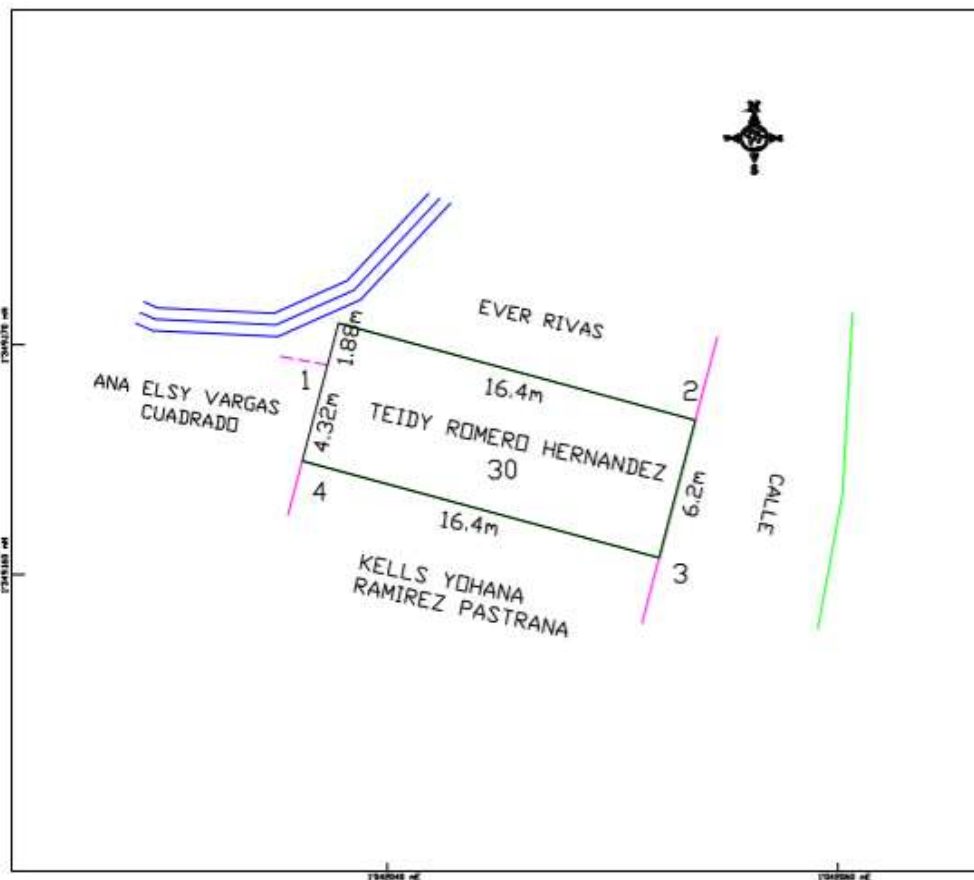 N
S
EVER RIVAS
1.88m
16.4m
2
1
ANA ELSY VARGAS
CUADRADO
4.32m
TEIDY ROMERO HERNANDEZ
30
6.2m
CALLE
4
16.4m
3
KELLS YOHANA
RAMIREZ PASTRANA